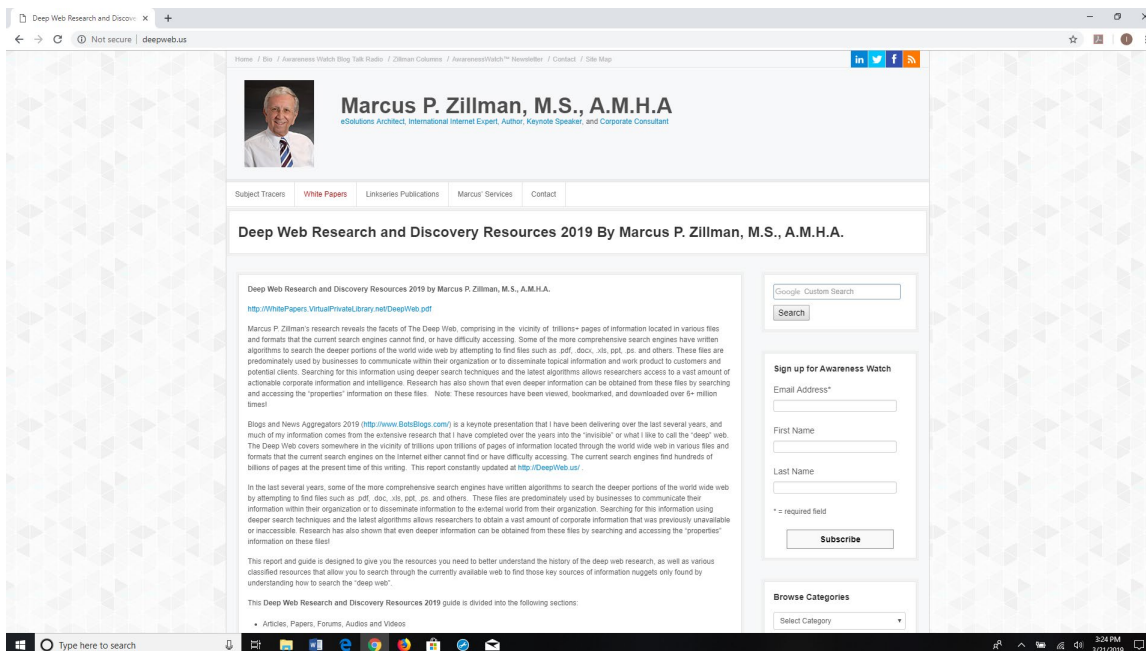 Deep Web Research and Discove
Not secure | deepweb.us
Home / Bio / Awareness Watch Blog Talk Radio / Zillman Columns / AwarenessWatch™ Newsletter / Contact / Site Map
Marcus P. Zillman, M.S., A.M.H.A
eSolutions Architect, International Internet Expert, Author, Keynote Speaker, and Corporate Consultant
Subject Tracers White Papers Linkseries Publications Marcus' Services Contact
Deep Web Research and Discovery Resources 2019 By Marcus P. Zillman, M.S., A.M.H.A.
Deep Web Research and Discovery Resources 2019 by Marcus P. Zillman, M.S., A.M.H.A.
http://WhitePapers.VirtualPrivateLibrary.net/DeepWeb.pdf
Marcus P. Zillman's research reveals the facets of The Deep Web, comprising in the vicinity of trillions+ pages of information located in various files
and formats that the current search engines cannot find, or have difficulty accessing. Some of the more comprehensive search engines have written
algorithms to search the deeper portions of the world wide web by attempting to find files such as .pdf, .docx, .xls, ppt, .ps. and others. These files are
predominately used by businesses to communicate within their organization or to disseminate topical information and work product to customers and
potential clients. Searching for this information using deeper search techniques and the latest algorithms allows researchers access to a vast amount of
actionable corporate information and intelligence. Research has also shown that even deeper information can be obtained from these files by searching
and accessing the "properties" information on these files. Note: These resources have been viewed, bookmarked, and downloaded over 6+ million
times!
Blogs and News Aggregators 2019 (http://www.BotsBlogs.com/) is a keynote presentation that I have been delivering over the last several years, and
much of my information comes from the extensive research that I have completed over the years into the "invisible" or what I like to call the "deep" web.
The Deep Web covers somewhere in the vicinity of trillions upon trillions of pages of information located through the world wide web in various files and
formats that the current search engines on the Internet either cannot find or have difficulty accessing. The current search engines find hundreds of
billions of pages at the present time of this writing. This report constantly updated at http://DeepWeb.us/ .
In the last several years, some of the more comprehensive search engines have written algorithms to search the deeper portions of the world wide web
by attempting to find files such as .pdf, .doc, .xls, ppt, .ps. and others. These files are predominately used by businesses to communicate their
information within their organization or to disseminate information to the external world from their organization. Searching for this information using
deeper search techniques and the latest algorithms allows researchers to obtain a vast amount of corporate information that was previously unavailable
or inaccessible. Research has also shown that even deeper information can be obtained from these files by searching and accessing the "properties"
information on these files!
This report and guide is designed to give you the resources you need to better understand the history of the deep web research, as well as various
classified resources that allow you to search through the currently available web to find those key sources of information nuggets only found by
understanding how to search the "deep web".
This Deep Web Research and Discovery Resources 2019 guide is divided into the following sections:
• Articles, Papers, Forums, Audios and Videos
Google Custom Search
Search
Sign up for Awareness Watch
Email Address*
First Name
Last Name
* = required field
Subscribe
Browse Categories
Select Category
Type here to search
3:24 PM
3/21/2019